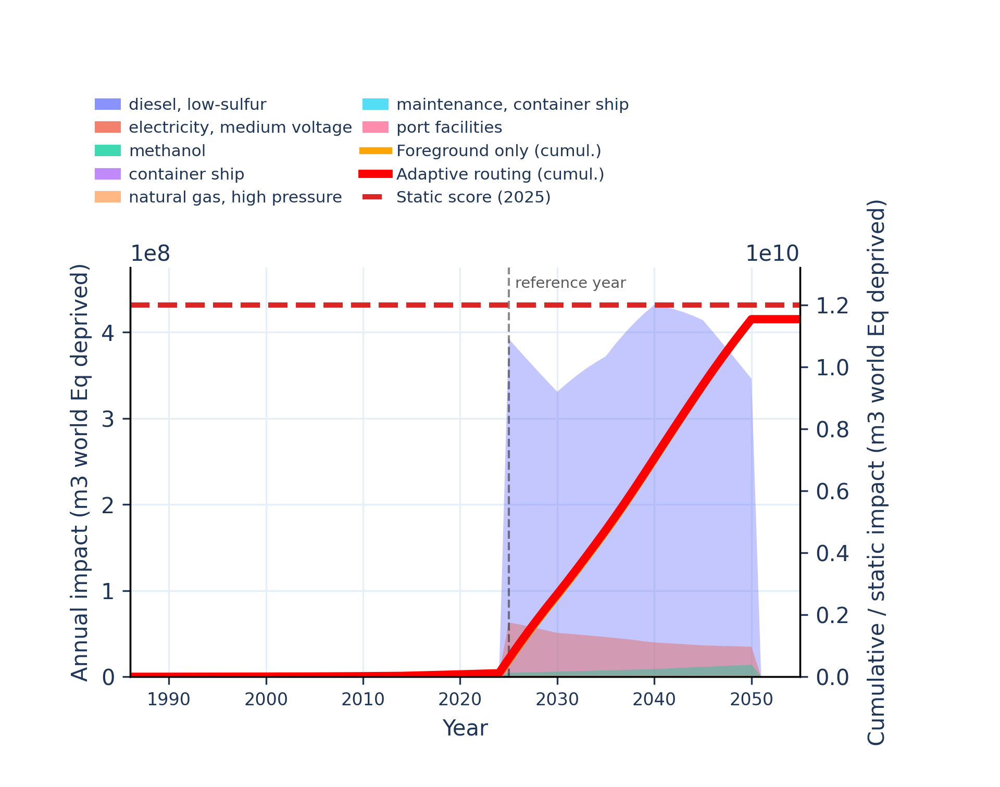 diesel, low-sulfur
electricity, medium voltage
methanol
container ship
natural gas, high pressure
maintenance, container ship
port facilities
Foreground only (cumul.)
Adaptive routing (cumul.)
Static score (2025)
1e8
1e10
reference year
Annual impact (m3 world Eq deprived)
4
3
2
1
0
1.2
1.0
0.8
0.6
0.4
0.2
0.0
Cumulative / static impact (m3 world Eq deprived)
1990 2000 2010 2020 2030 2040 2050
Year